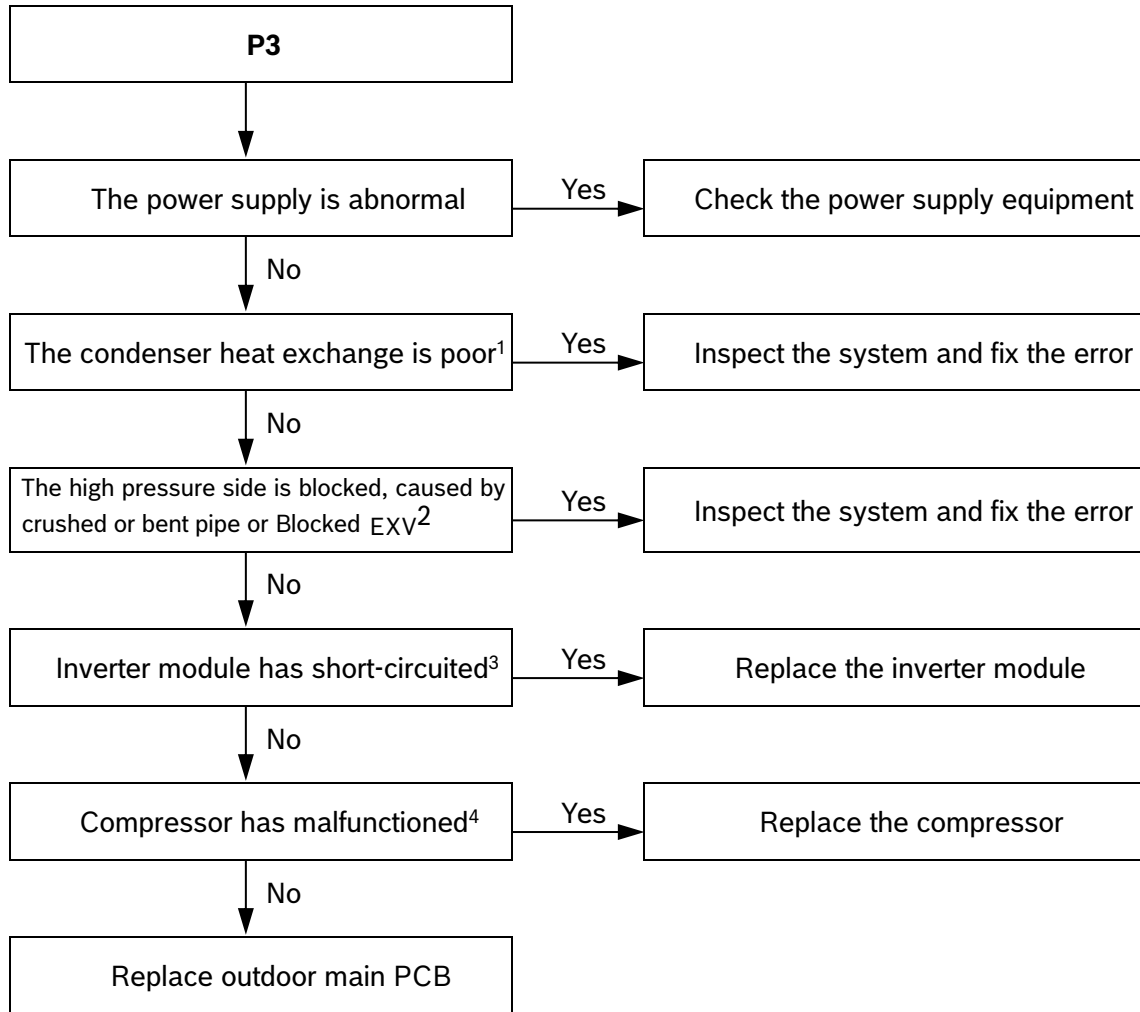 P3
The power supply is abnormal
Yes
Check the power supply equipment
No
The condenser heat exchange is poor1
Yes
Inspect the system and fix the error
No
The high pressure side is blocked, caused by
crushed or bent pipe or Blocked EXV2
Yes
Inspect the system and fix the error
No
Inverter module has short-circuited3
Yes
Replace the inverter module
No
Compressor has malfunctioned4
Yes
Replace the compressor
No
Replace outdoor main PCB